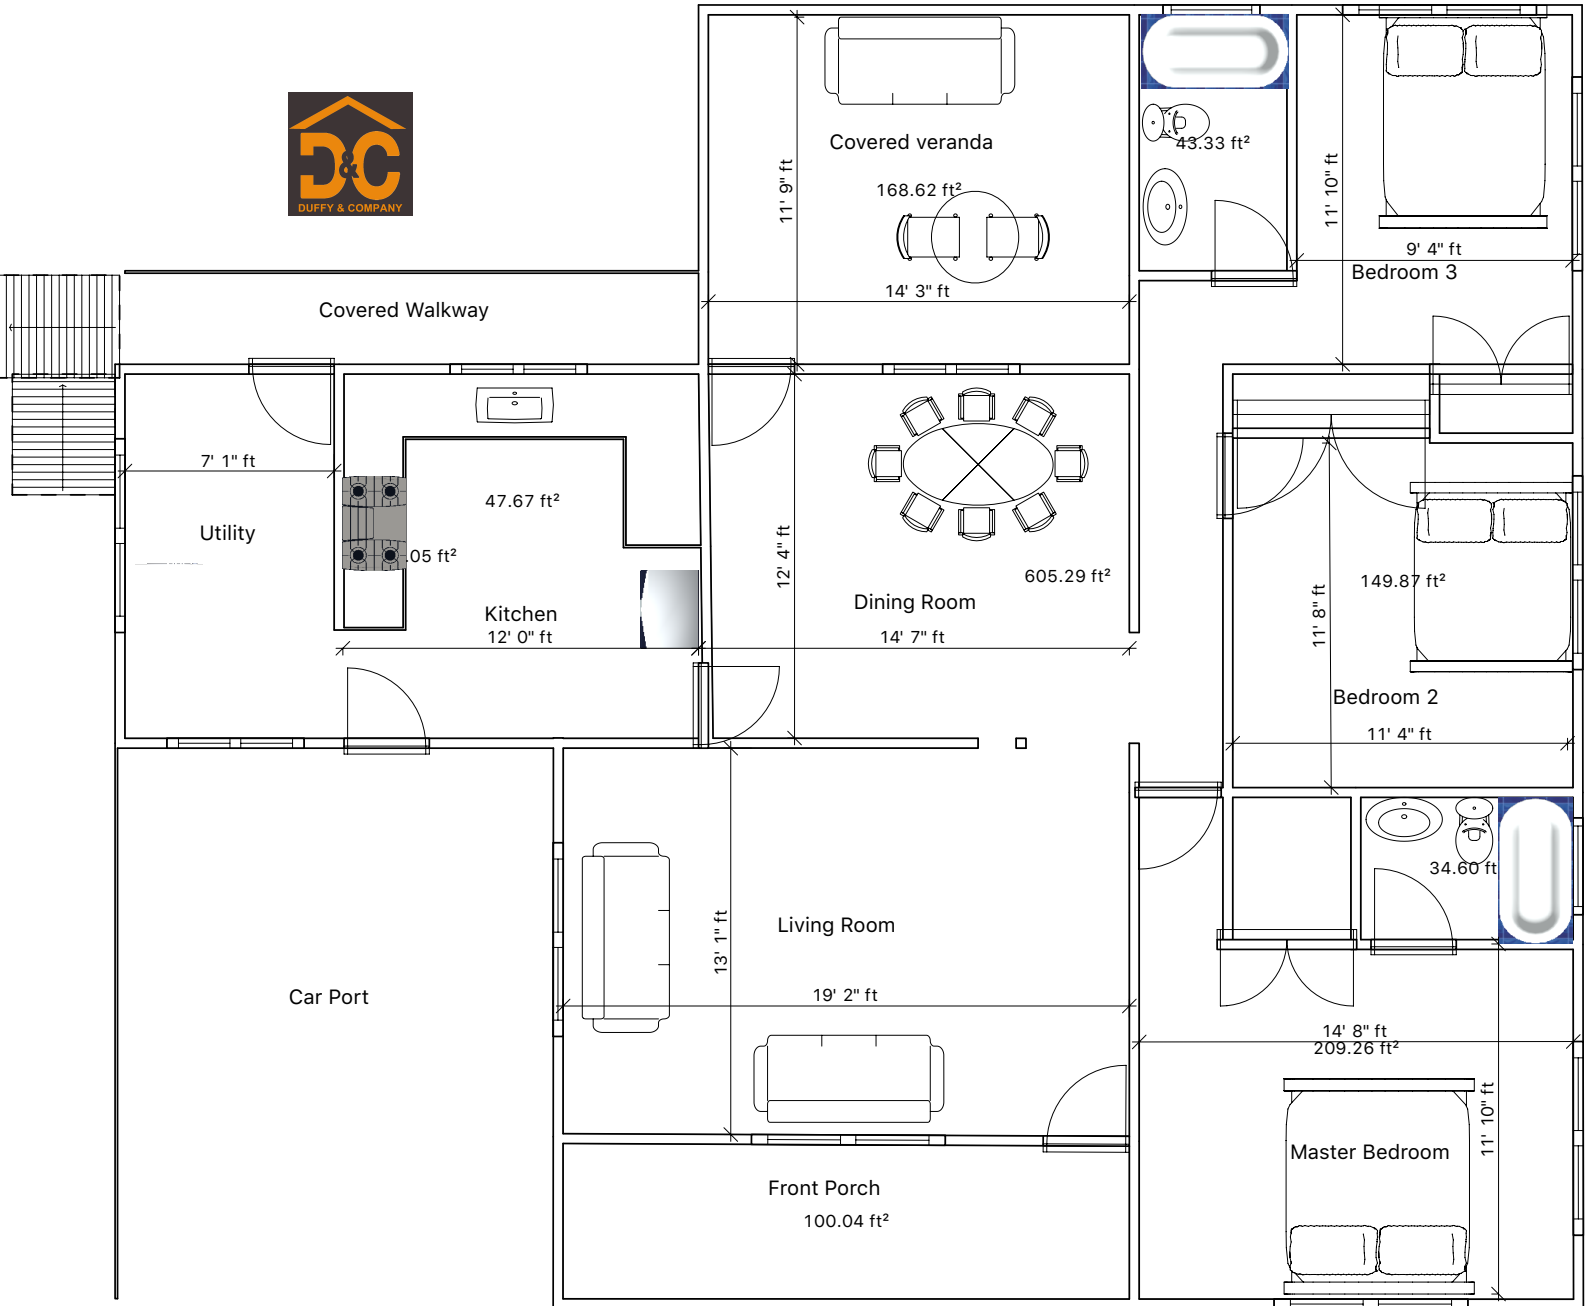 D&C
DUFFY & COMPANY
Covered veranda
168.62 ft²
11' 9" ft
14' 3" ft
43.33 ft²
11' 10" ft
9' 4" ft
Bedroom 3
Covered Walkway
7' 1" ft
Utility
47.67 ft²
.05 ft²
Kitchen
12' 0" ft
12' 4" ft
605.29 ft²
Dining Room
14' 7" ft
149.87 ft²
11' 8" ft
Bedroom 2
11' 4" ft
34.60 ft
Living Room
13' 1" ft
19' 2" ft
Car Port
14' 8" ft
209.26 ft²
11' 10" ft
Master Bedroom
Front Porch
100.04 ft²